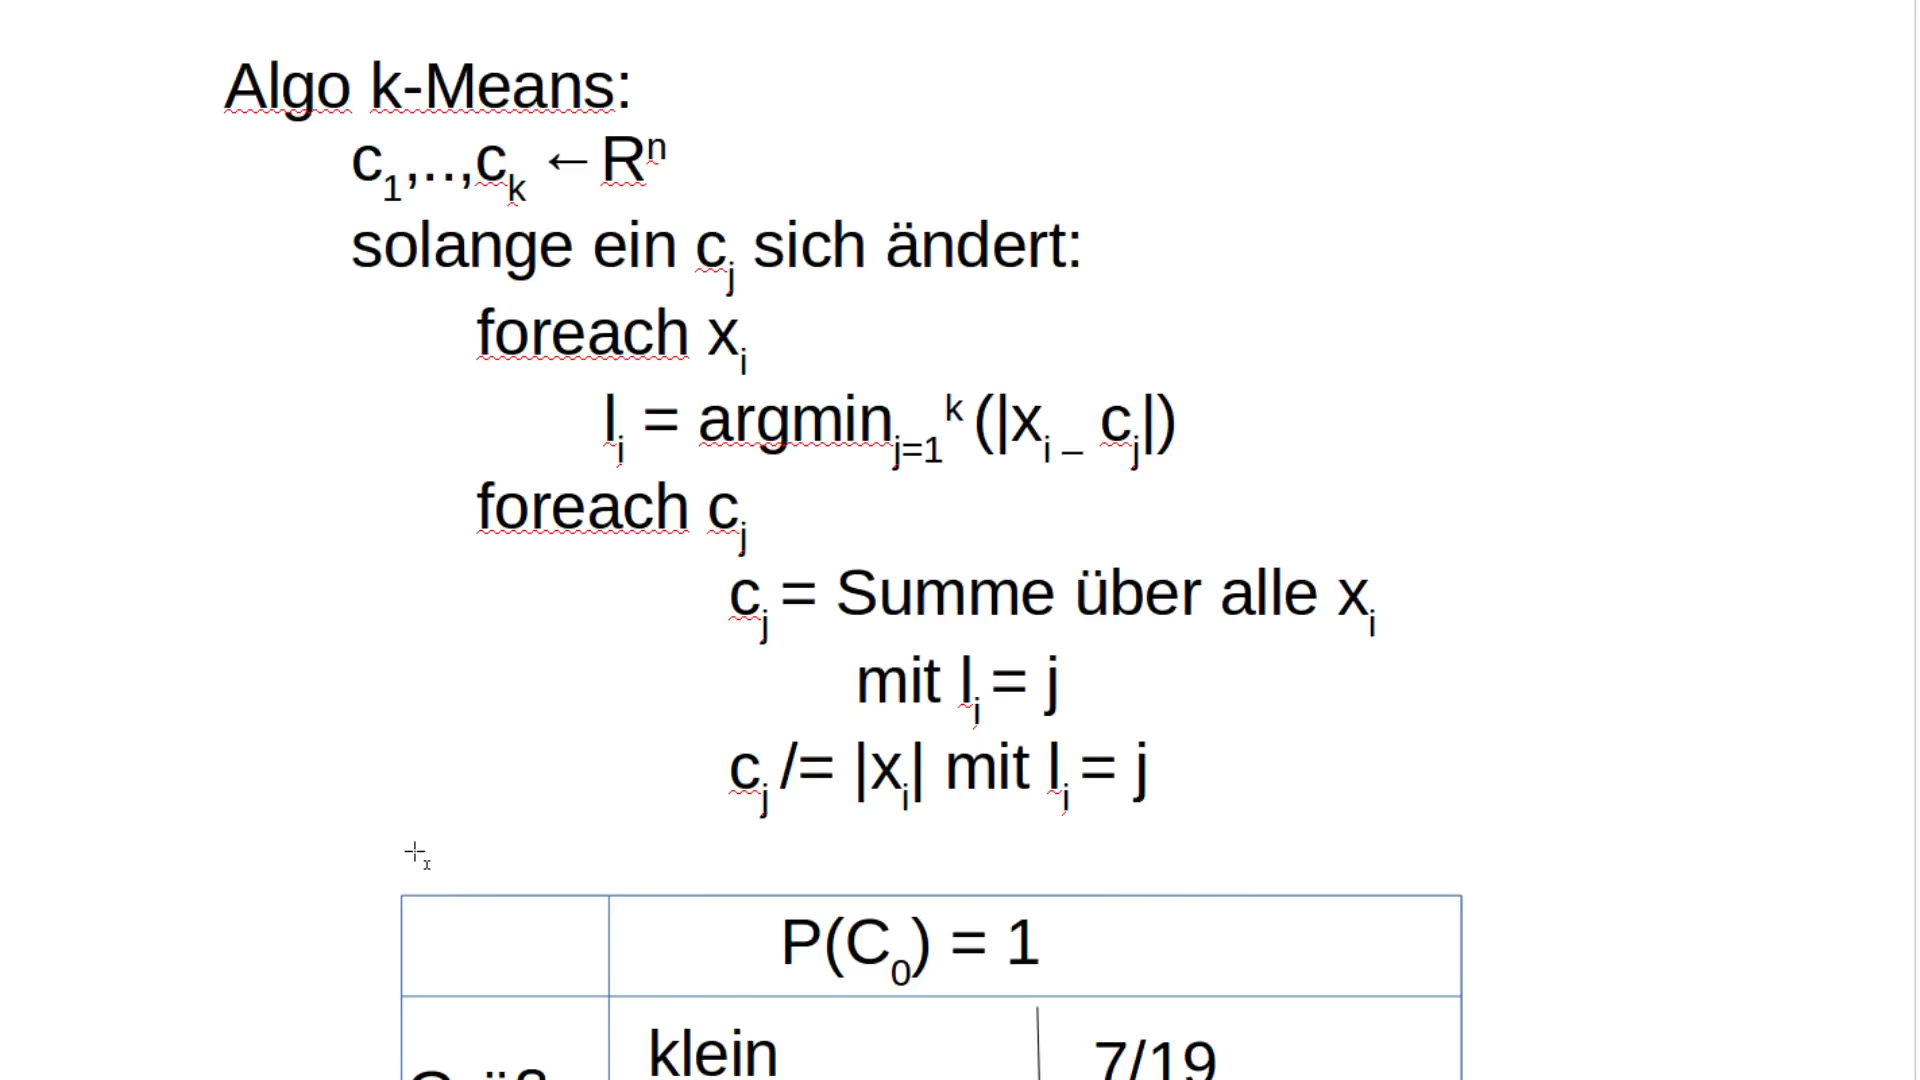 Algo k-Means:
c₁,..,cₖ ←Rⁿ
solange ein cⱼ sich ändert:
foreach xᵢ
lᵢ = argminⱼ₌₁ᵏ (|xᵢ ₋ cⱼ|)
foreach cⱼ
cⱼ = Summe über alle xᵢ
mit lᵢ = j
cⱼ /= |xᵢ| mit lᵢ = j
P(C₀) = 1
klein 7/19